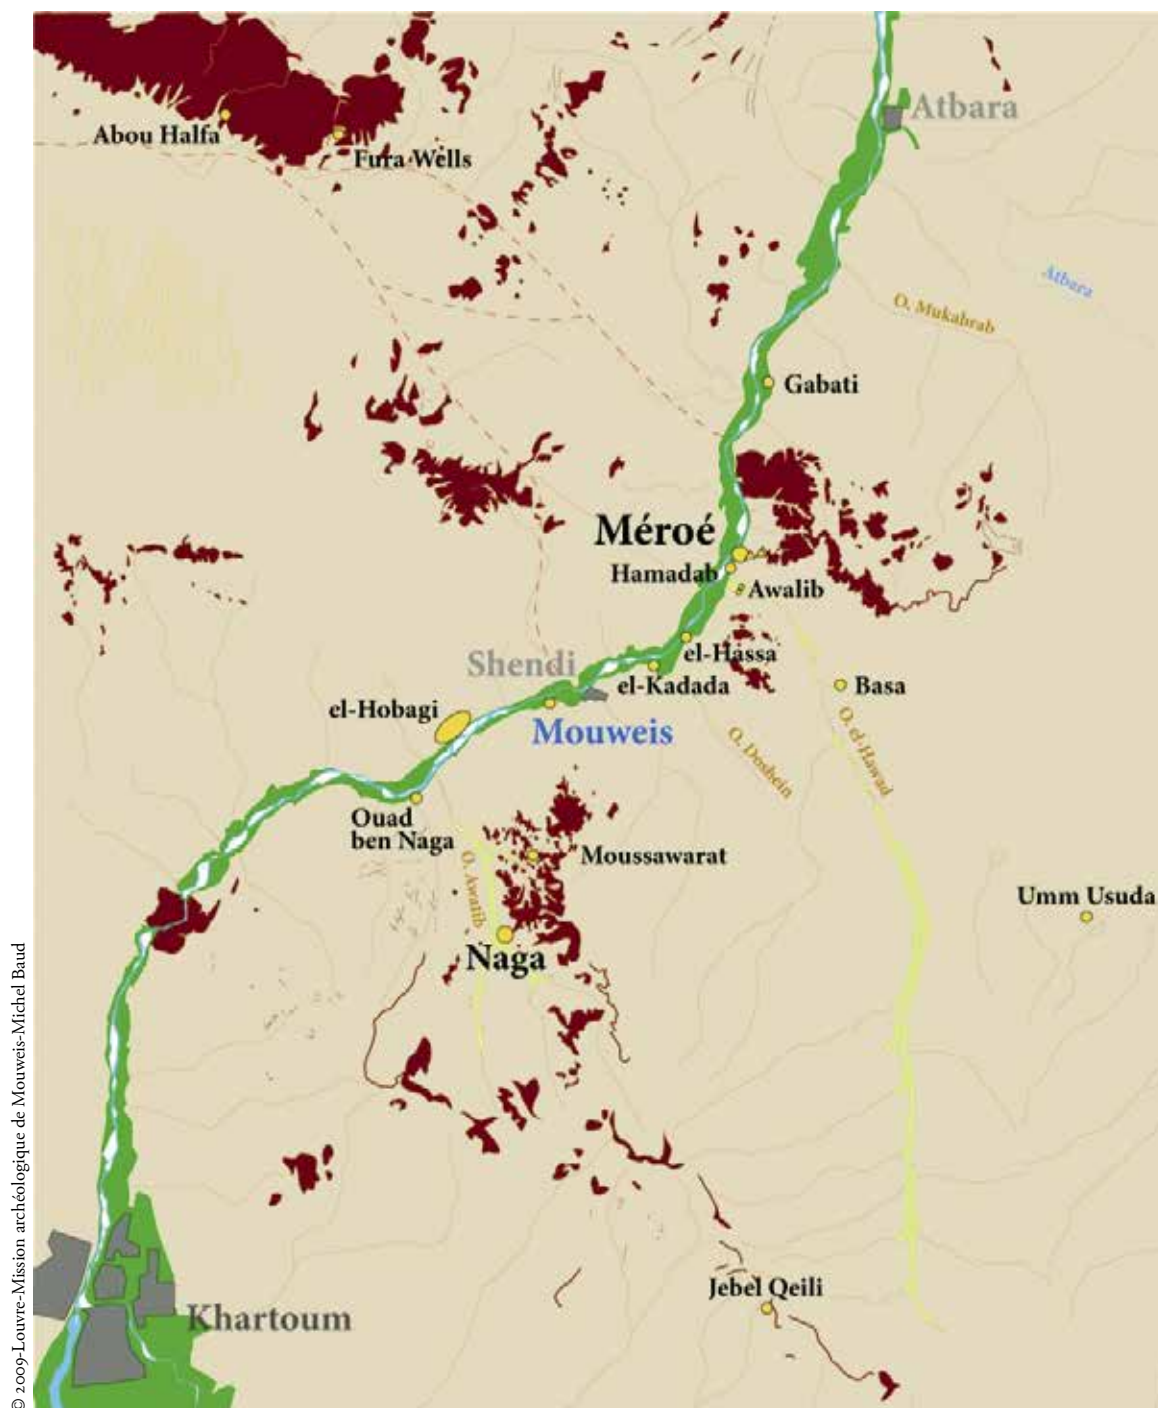 Atbara
Abou Halfa
Fura Wells
Atbara
O. Mukabrab
Gabati
Méroé
Hamadab
Awalib
el-Hassa
Shendi
el-Kadada
Basa
el-Hobagi
Mouweis
O. Doshein
O. el-Hawad
Ouad
ben Naga
O. Awatib
Moussawarat
Umm Usuda
Naga
Jebel Qeili
Khartoum
© 2009-Louvre-Mission archéologique de Mouweis-Michel Baud